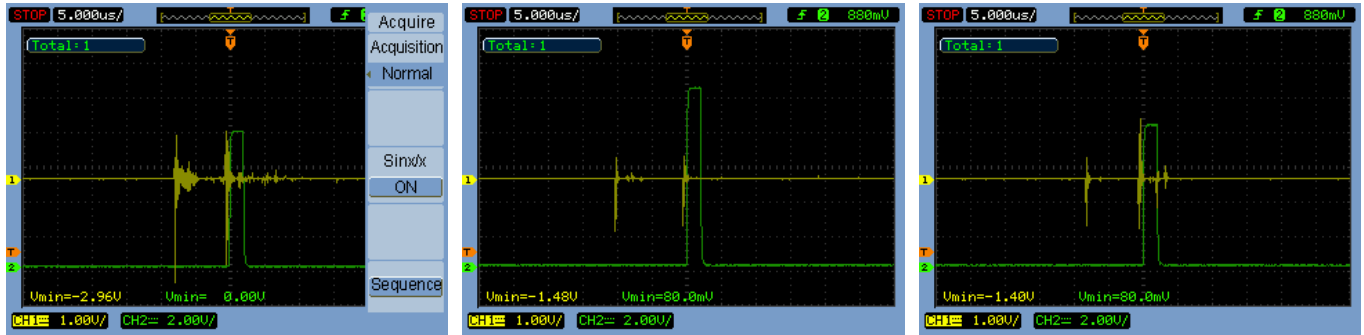 STOP 5.000us/ T f 2
Acquire
Acquisition
Normal
Sinx/x
ON
Sequence
Total:1
T
1
T
2
Vmin=-2.96V Vmin= 0.00V
CH1 1.00V/ CH2 2.00V/
STOP 5.000us/ T f 2 880mV
Total:1
T
1
T
2
Vmin=-1.48V Vmin=80.0mV
CH1 1.00V/ CH2 2.00V/
STOP 5.000us/ T f 2 880mV
Total:1
T
1
T
2
Vmin=-1.40V Vmin=80.0mV
CH1 1.00V/ CH2 2.00V/